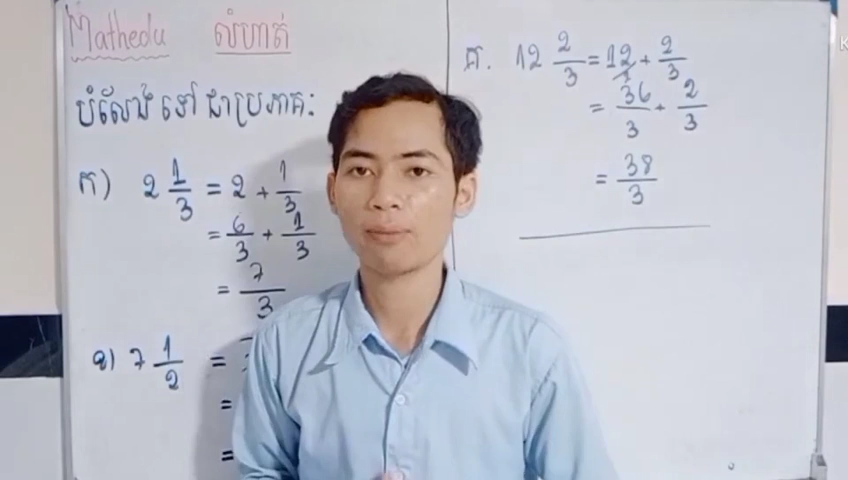 Mathedu លំហាត់
បំលែង ទៅ ជាប្រភាគ:
ក) 2 1/3 = 2 + 1/3
= 6/3 + 1/3
= 7/3
ខ) 7 1/2 =
=
=
គ. 12 2/3 = 12 + 2/3
= 36/3 + 2/3
= 38/3